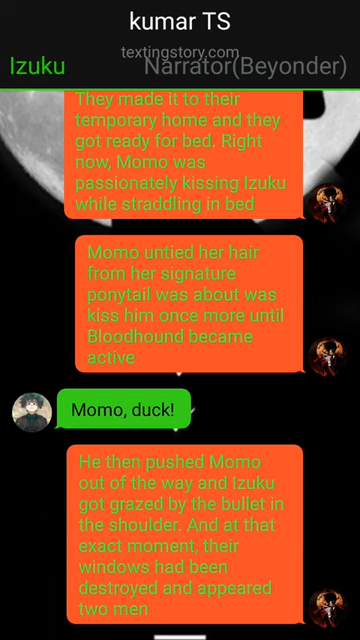 kumar TS
textingstory.com
Izuku
Narrator(Beyonder)
They made it to their
temporary home and they
got ready for bed. Right
now, Momo was
passionately kissing Izuku
while straddling in bed
Momo untied her hair
from her signature
ponytail was about was
kiss him once more until
Bloodhound became
active
Momo, duck!
He then pushed Momo
out of the way and Izuku
got grazed by the bullet in
the shoulder. And at that
exact moment, their
windows had been
destroyed and appeared
two men